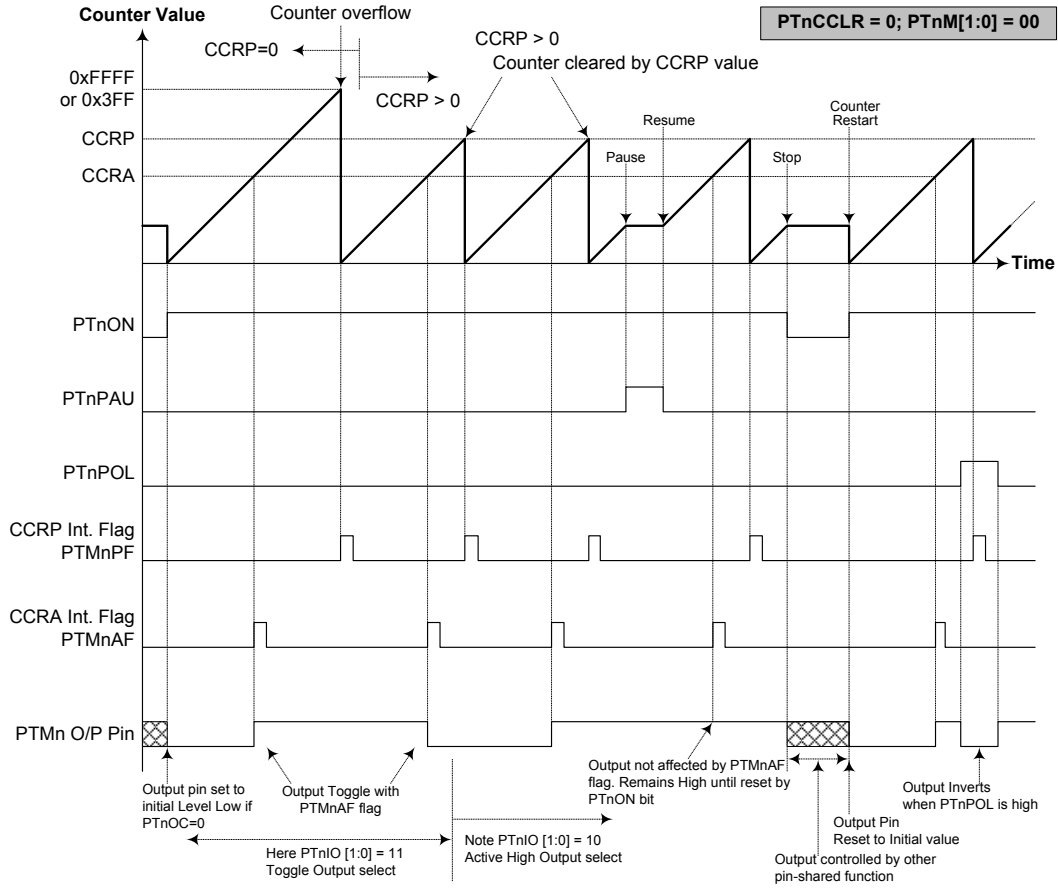 Counter Value
Counter overflow
PTnCCLR = 0; PTnM[1:0] = 00
CCRP=0
CCRP > 0
CCRP > 0
Counter cleared by CCRP value
0xFFFF
or 0x3FF
CCRP
CCRA
Pause
Resume
Stop
Counter
Restart
Time
PTnON
PTnPAU
PTnPOL
CCRP Int. Flag
PTMnPF
CCRA Int. Flag
PTMnAF
PTMn O/P Pin
Output pin set to
initial Level Low if
PTnOC=0
Output Toggle with
PTMnAF flag
Output not affected by PTMnAF
flag. Remains High until reset by
PTnON bit
Output Inverts
when PTnPOL is high
Output Pin
Reset to Initial value
Here PTnIO [1:0] = 11
Toggle Output select
Note PTnIO [1:0] = 10
Active High Output select
Output controlled by other
pin-shared function